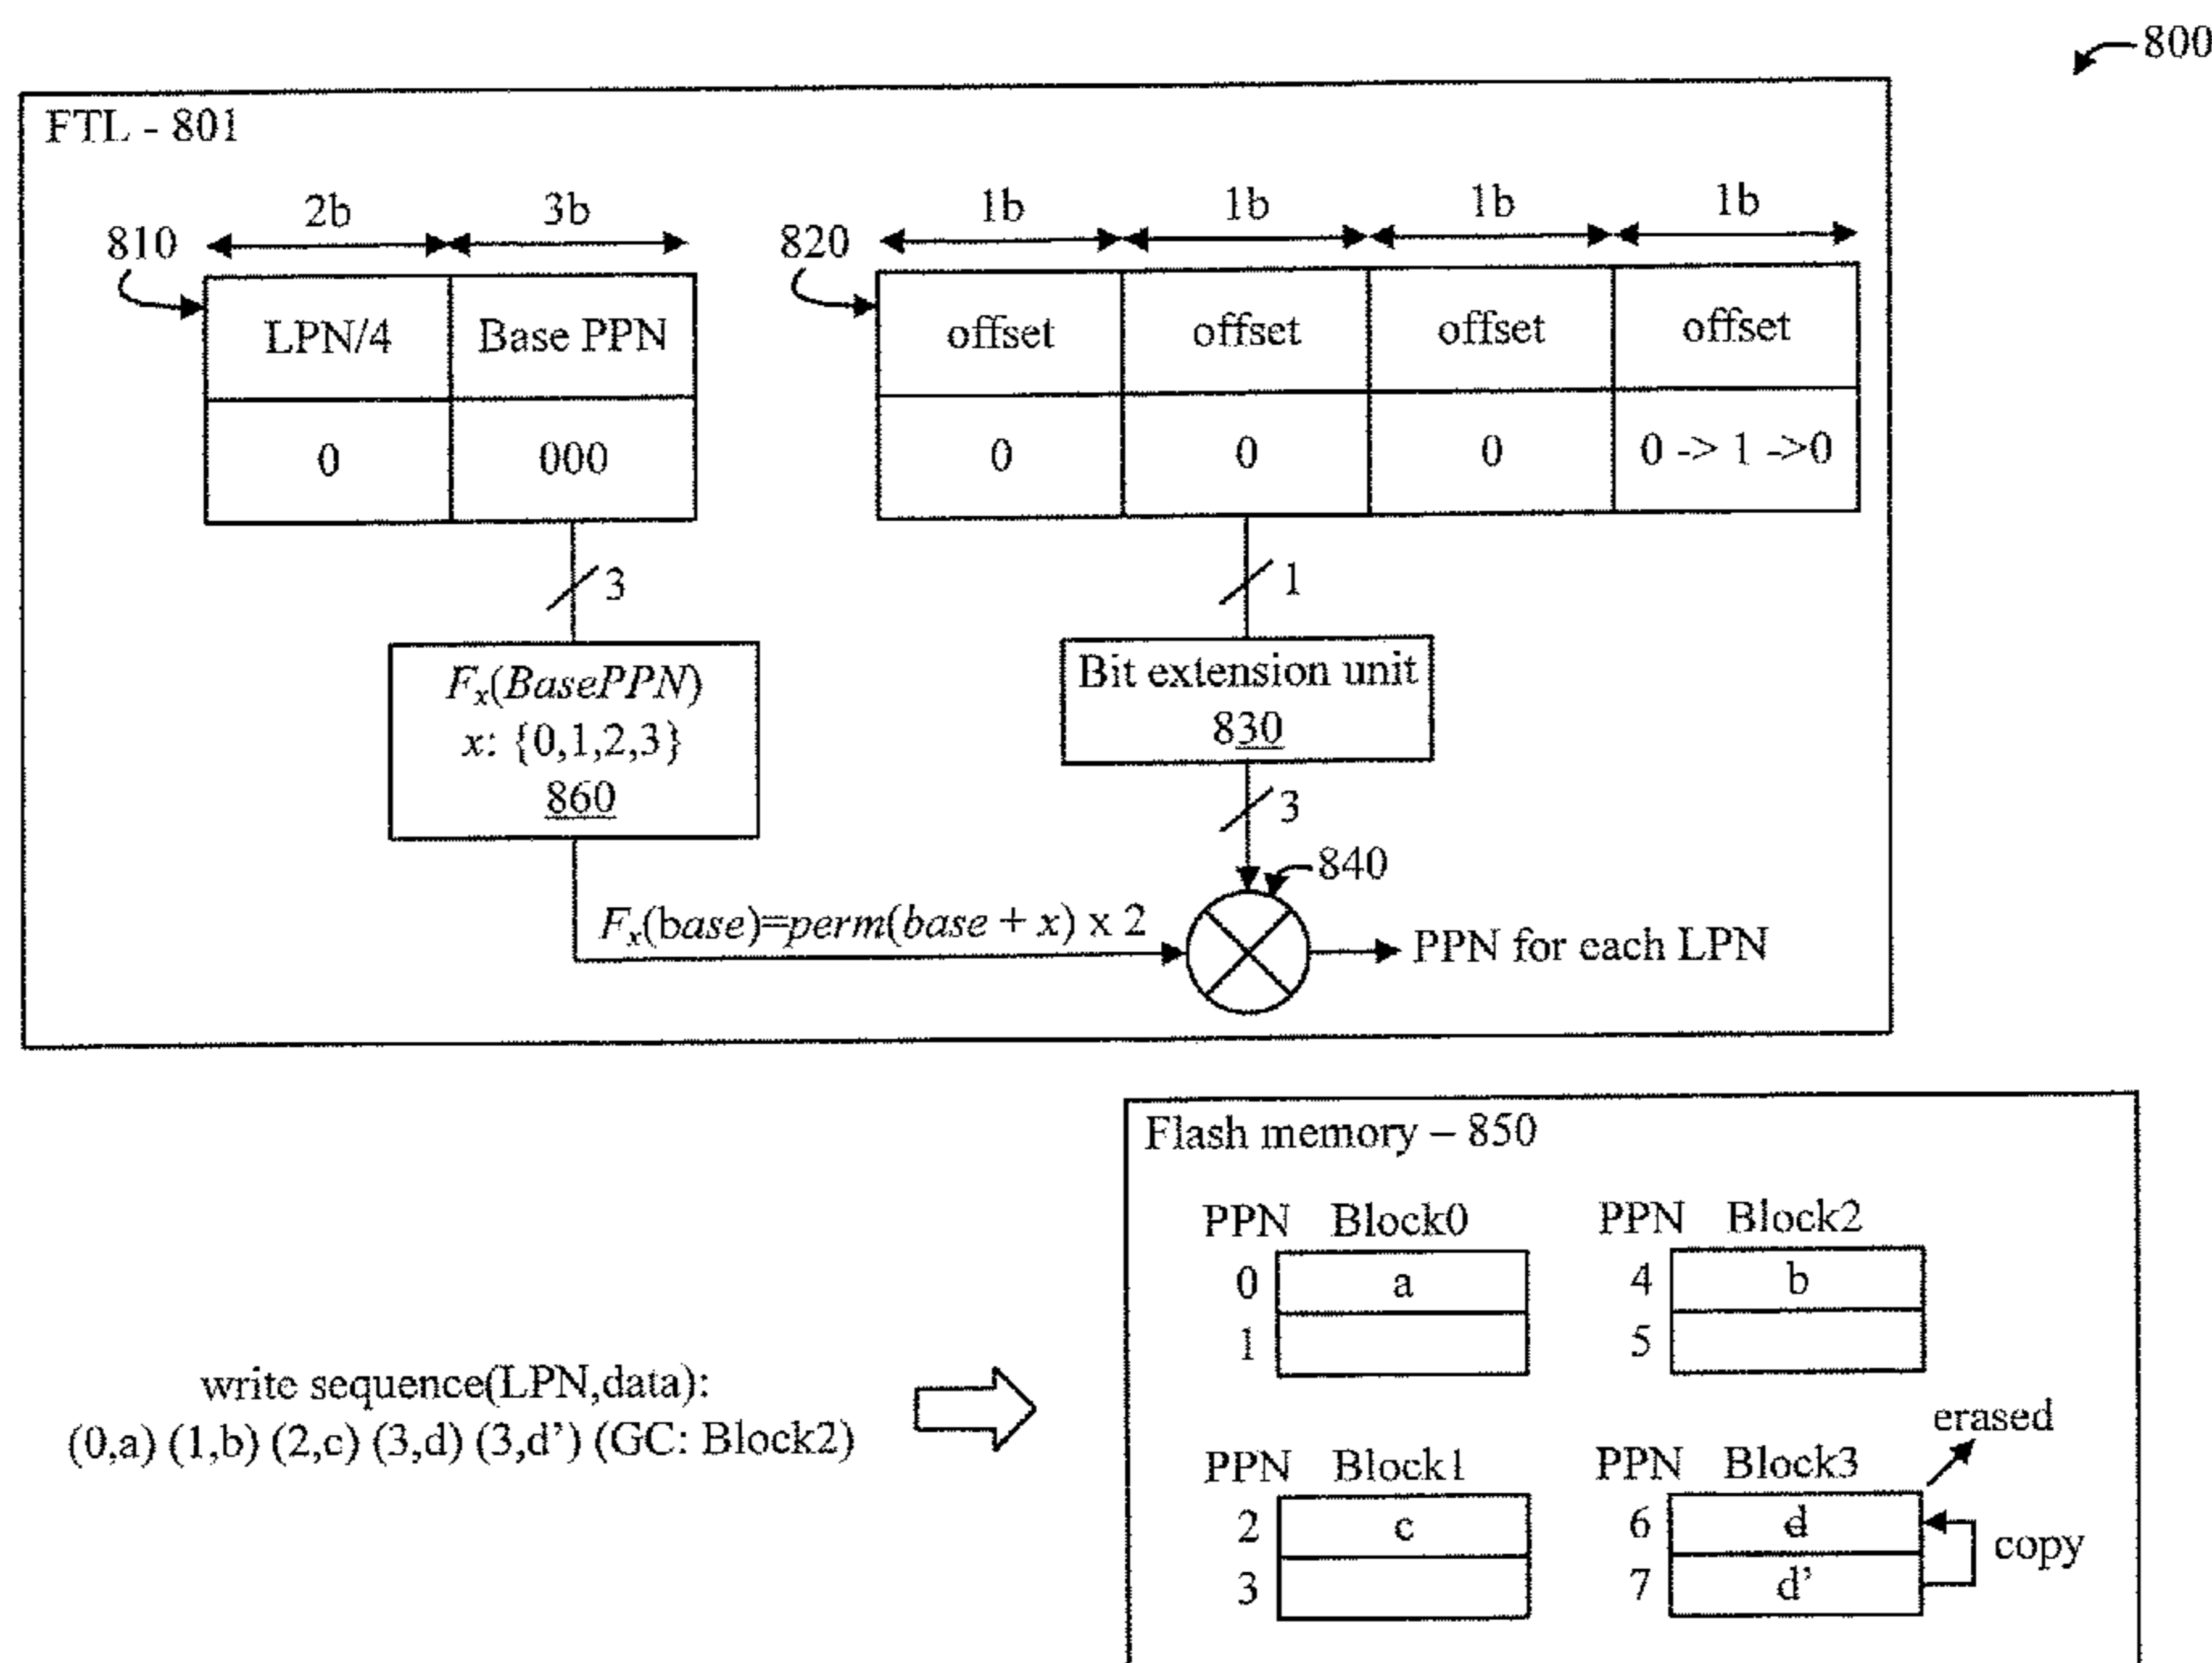 800
FTL - 801
2b 3b 1b 1b 1b 1b
810 820
LPN/4 Base PPN offset offset offset offset
0 000 0 0 0 0 -> 1 ->0
3 1
Fx(BasePPN)
x: {0,1,2,3}
860
Bit extension unit
830
3
840
Fx(base)=perm(base + x) x 2
PPN for each LPN
Flash memory – 850
PPN Block0 PPN Block2
0 a 4 b
1 5
write sequence(LPN,data):
(0,a) (1,b) (2,c) (3,d) (3,d’) (GC: Block2)
erased
PPN Block1 PPN Block3
2 c 6 d
copy
3 7 d’